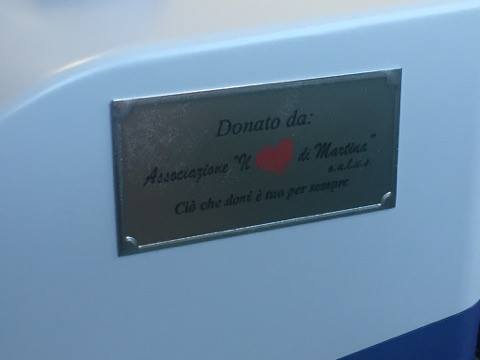 Donato da:
Associazione "Il ❤ di Martina"
o.n.l.u.s.
Ciò che doni è tuo per sempre